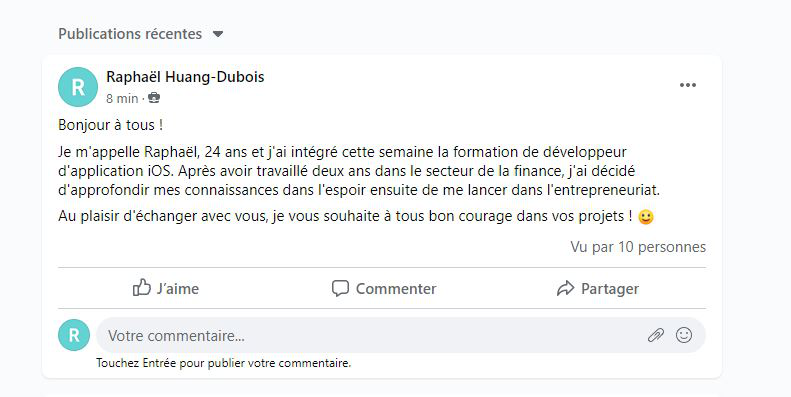 Publications récentes
R
Raphaël Huang-Dubois
8 min ·
Bonjour à tous !
Je m'appelle Raphaël, 24 ans et j'ai intégré cette semaine la formation de développeur
d'application iOS. Après avoir travaillé deux ans dans le secteur de la finance, j'ai décidé
d'approfondir mes connaissances dans l'espoir ensuite de me lancer dans l'entrepreneuriat.
Au plaisir d'échanger avec vous, je vous souhaite à tous bon courage dans vos projets ! 😀
Vu par 10 personnes
J'aime Commenter Partager
R
Votre commentaire...
Touchez Entrée pour publier votre commentaire.